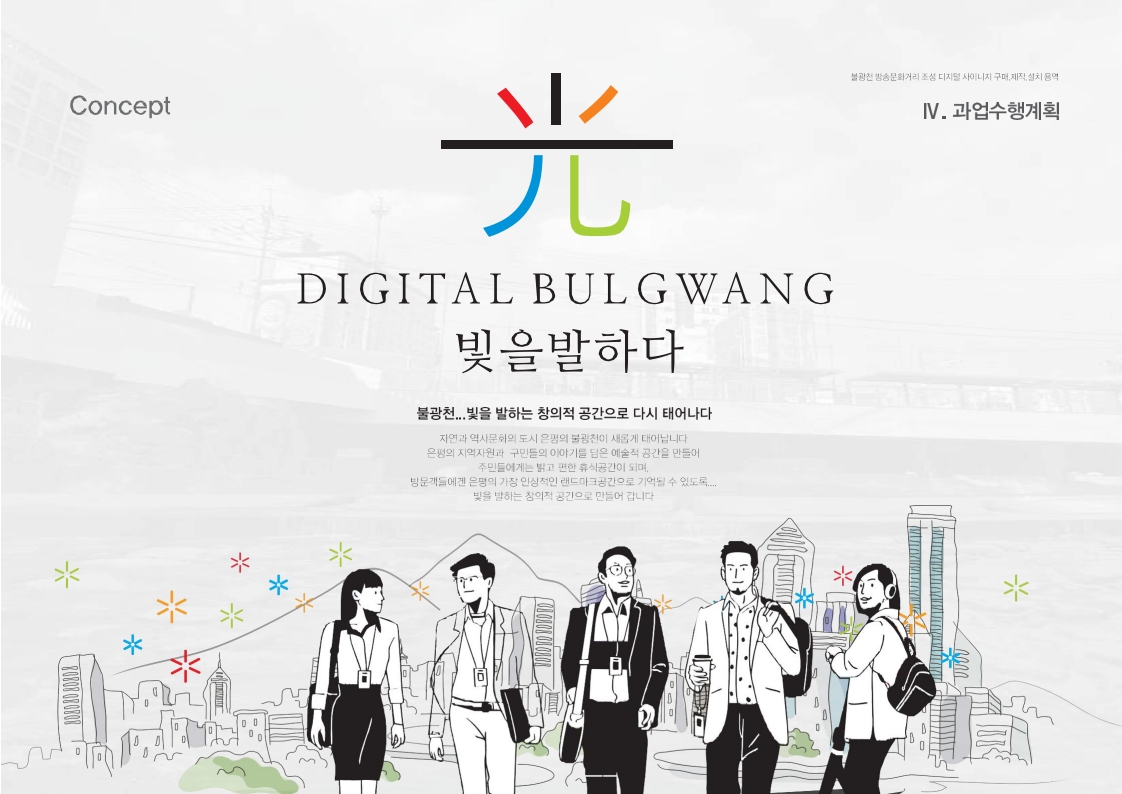 불광천 방송문화거리 조성 디지털 사이니지 구매,제작,설치 용역
Concept
Ⅳ. 과업수행계획
光
DIGITAL BULGWANG
빛을발하다
불광천...빛을 발하는 창의적 공간으로 다시 태어나다
자연과 역사문화의 도시 은평의 불광천이 새롭게 태어납니다
은평의 지역자원과 구민들의 이야기를 담은 예술적 공간을 만들어
주민들에게는 밝고 편한 휴식공간이 되며,
방문객들에겐 은평의 가장 인상적인 랜드마크공간으로 기억될 수 있도록....
빛을 발하는 창의적 공간으로 만들어 갑니다